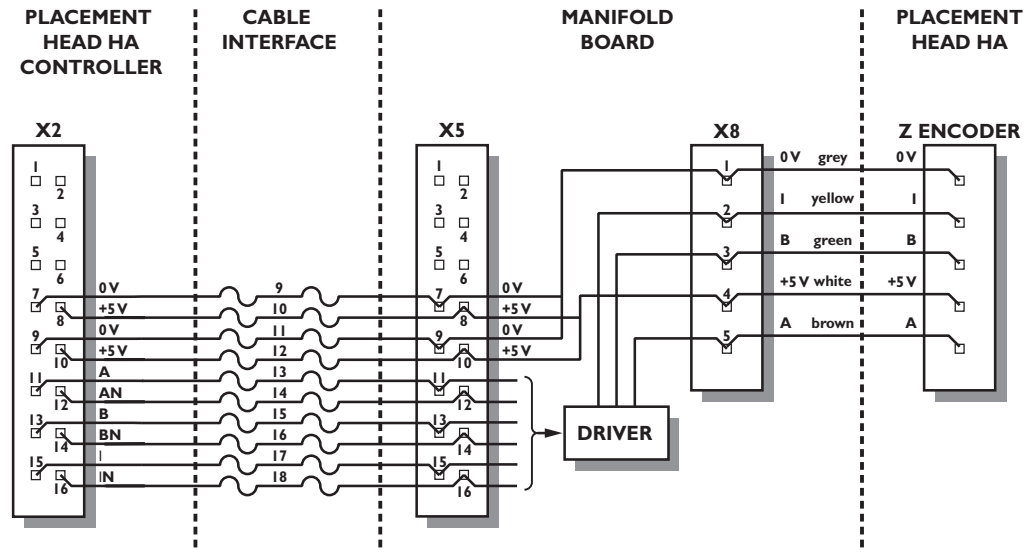 PLACEMENT
HEAD HA
CONTROLLER
CABLE
INTERFACE
MANIFOLD
BOARD
PLACEMENT
HEAD HA
X2
X5
X8
Z ENCODER
1
2
3
4
5
6
7
8
9
10
11
12
13
14
15
16
0 V
+5 V
0 V
+5 V
A
AN
B
BN
I
IN
9
10
11
12
13
14
15
16
17
18
1
2
3
4
5
6
7
8
9
10
11
12
13
14
15
16
0 V
+5 V
0 V
+5 V
DRIVER
1
2
3
4
5
0 V grey 0 V
I yellow I
B green B
+5 V white +5 V
A brown A